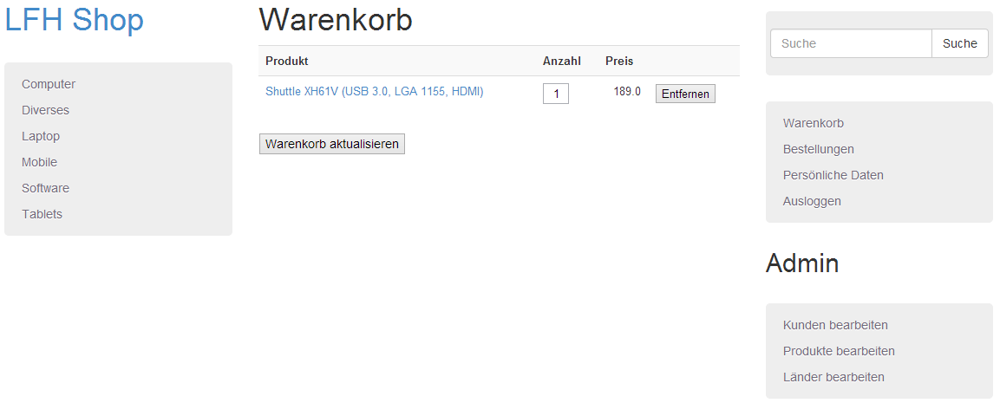 LFH Shop
Computer
Diverses
Laptop
Mobile
Software
Tablets
Warenkorb
Produkt Anzahl Preis
Shuttle XH61V (USB 3.0, LGA 1155, HDMI) 1 189.0 Entfernen
Warenkorb aktualisieren
Suche Suche
Warenkorb
Bestellungen
Persönliche Daten
Ausloggen
Admin
Kunden bearbeiten
Produkte bearbeiten
Länder bearbeiten